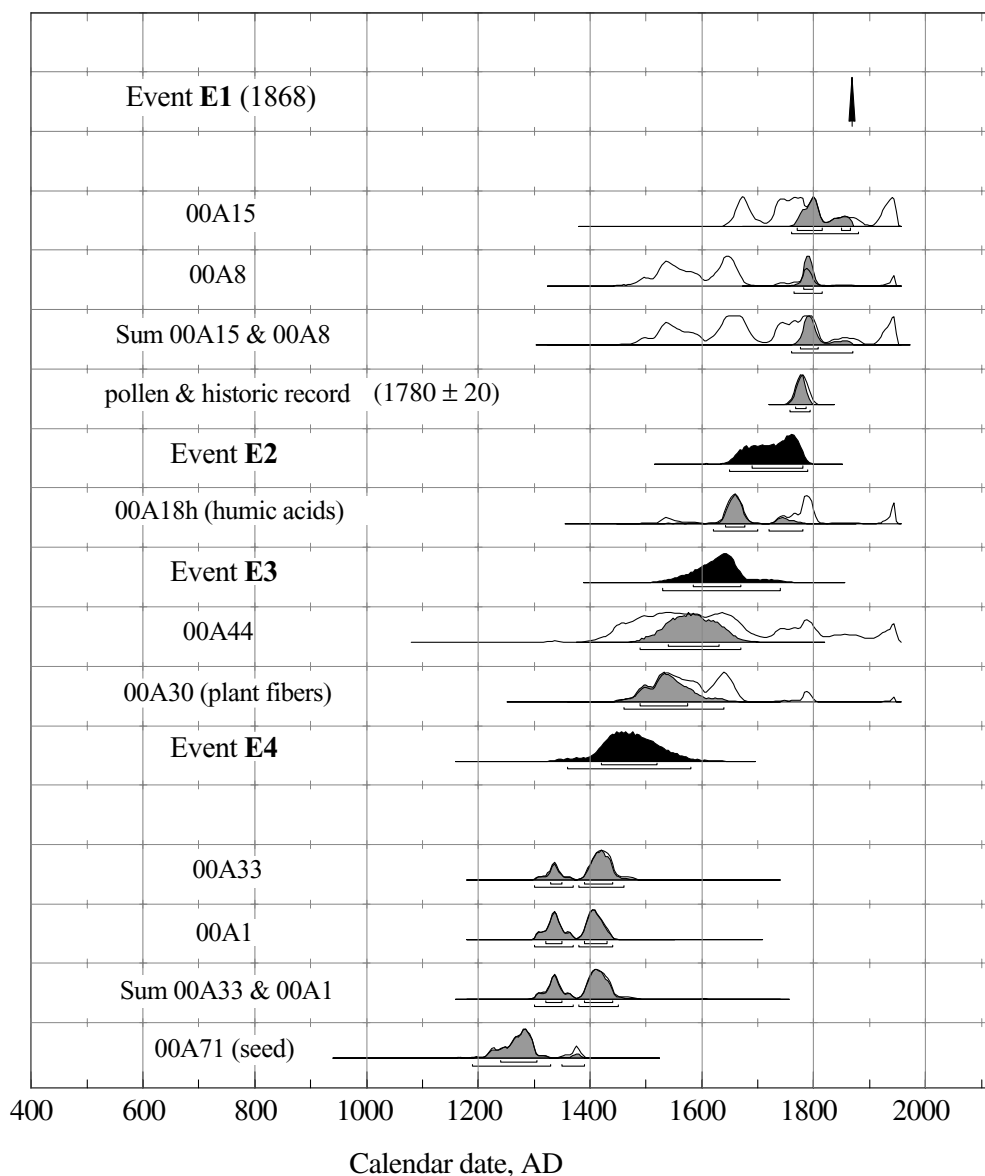 Event E1 (1868)
00A15
00A8
Sum 00A15 & 00A8
pollen & historic record (1780 ± 20)
Event E2
00A18h (humic acids)
Event E3
00A44
00A30 (plant fibers)
Event E4
00A33
00A1
Sum 00A33 & 00A1
00A71 (seed)
400 600 800 1000 1200 1400 1600 1800 2000
Calendar date, AD